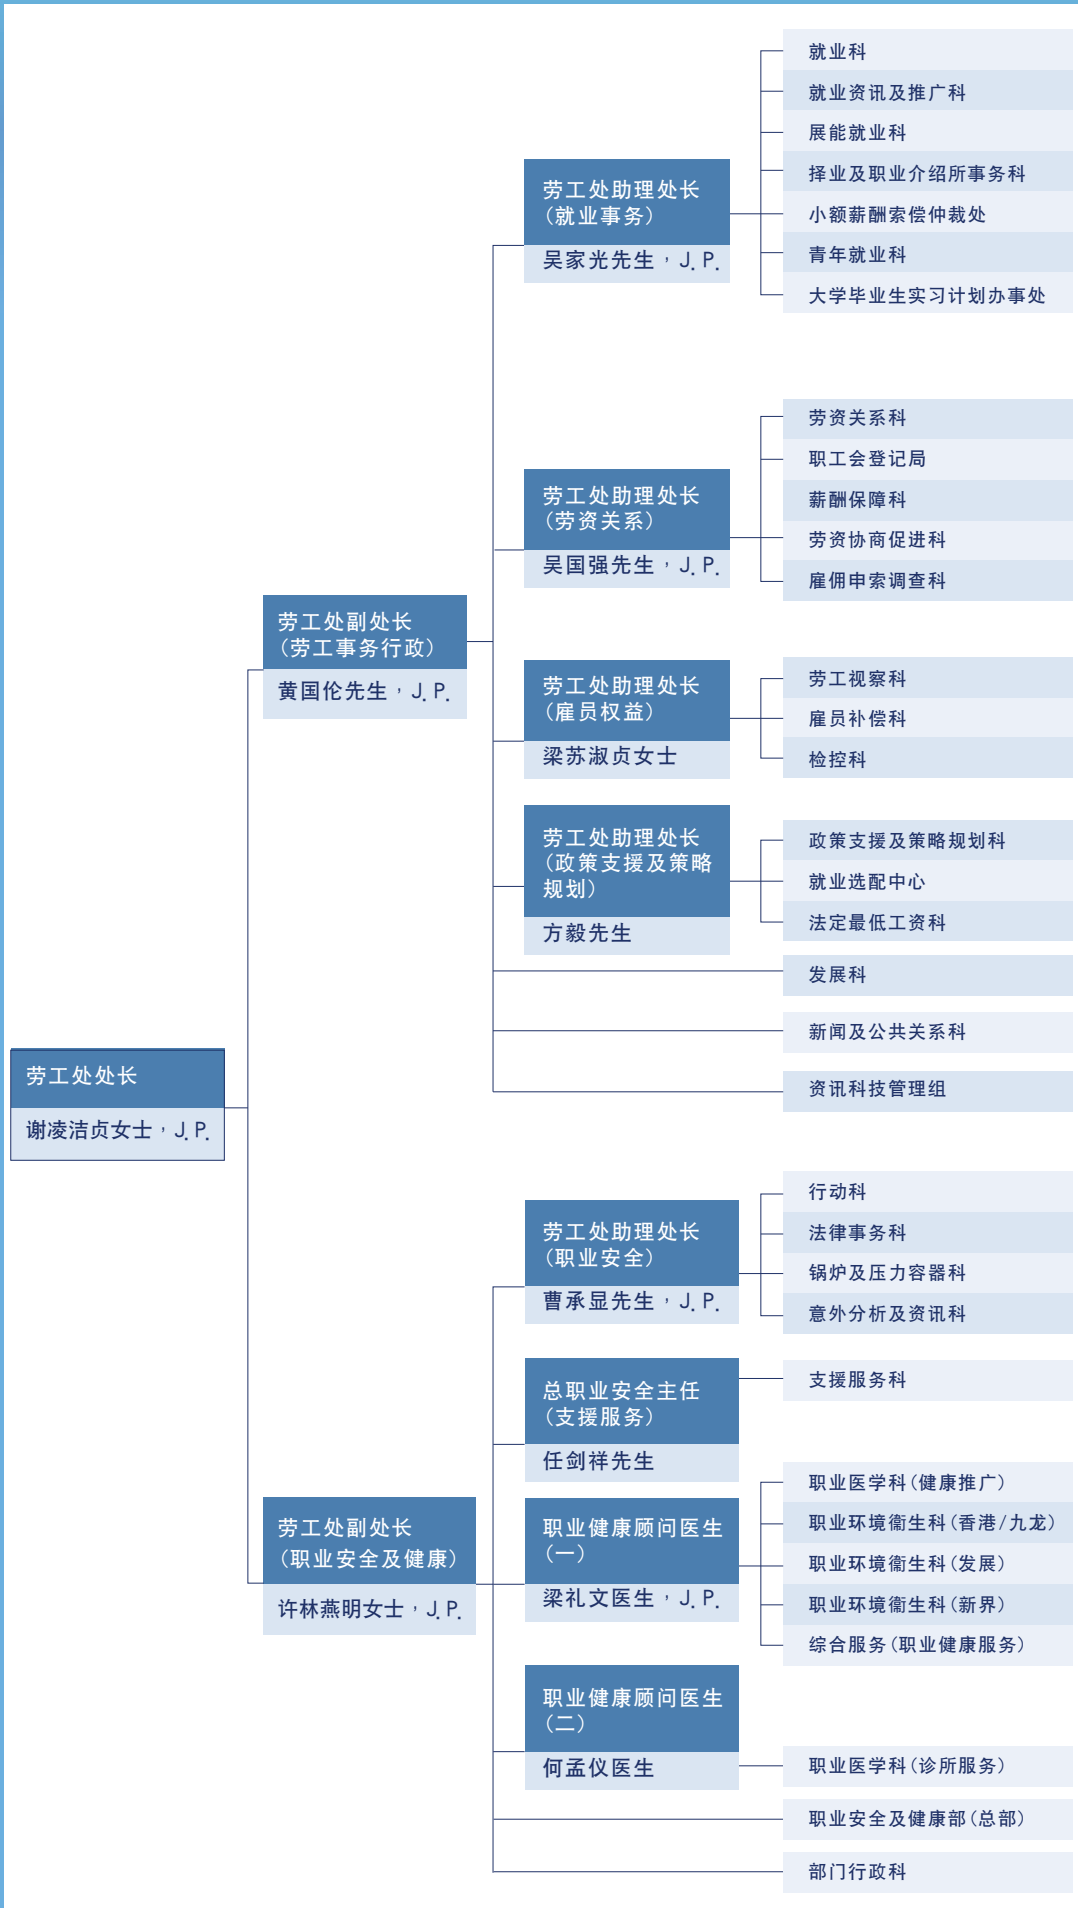 劳工处处长
谢凌洁贞女士，J. P.
劳工处副处长
(劳工事务行政)
黄国伦先生，J. P.
劳工处助理处长
(就业事务)
吴家光先生，J. P.
就业科
就业资讯及推广科
展能就业科
择业及职业介绍所事务科
小额薪酬索偿仲裁处
青年就业科
大学毕业生实习计划办事处
劳工处助理处长
(劳资关系)
吴国强先生，J. P.
劳资关系科
职工会登记局
薪酬保障科
劳资协商促进科
雇佣申索调查科
劳工处助理处长
(雇员权益)
梁苏淑贞女士
劳工视察科
雇员补偿科
检控科
劳工处助理处长
(政策支援及策略
规划)
方毅先生
政策支援及策略规划科
就业选配中心
法定最低工资科
发展科
新闻及公共关系科
资讯科技管理组
劳工处副处长
(职业安全及健康)
许林燕明女士，J. P.
劳工处助理处长
(职业安全)
曹承显先生，J. P.
行动科
法律事务科
锅炉及压力容器科
意外分析及资讯科
总职业安全主任
(支援服务)
任剑祥先生
支援服务科
职业健康顾问医生
(一)
梁礼文医生，J. P.
职业医学科(健康推广)
职业环境衞生科(香港/九龙)
职业环境衞生科(发展)
职业环境衞生科(新界)
综合服务(职业健康服务)
职业健康顾问医生
(二)
何孟仪医生
职业医学科(诊所服务)
职业安全及健康部(总部)
部门行政科